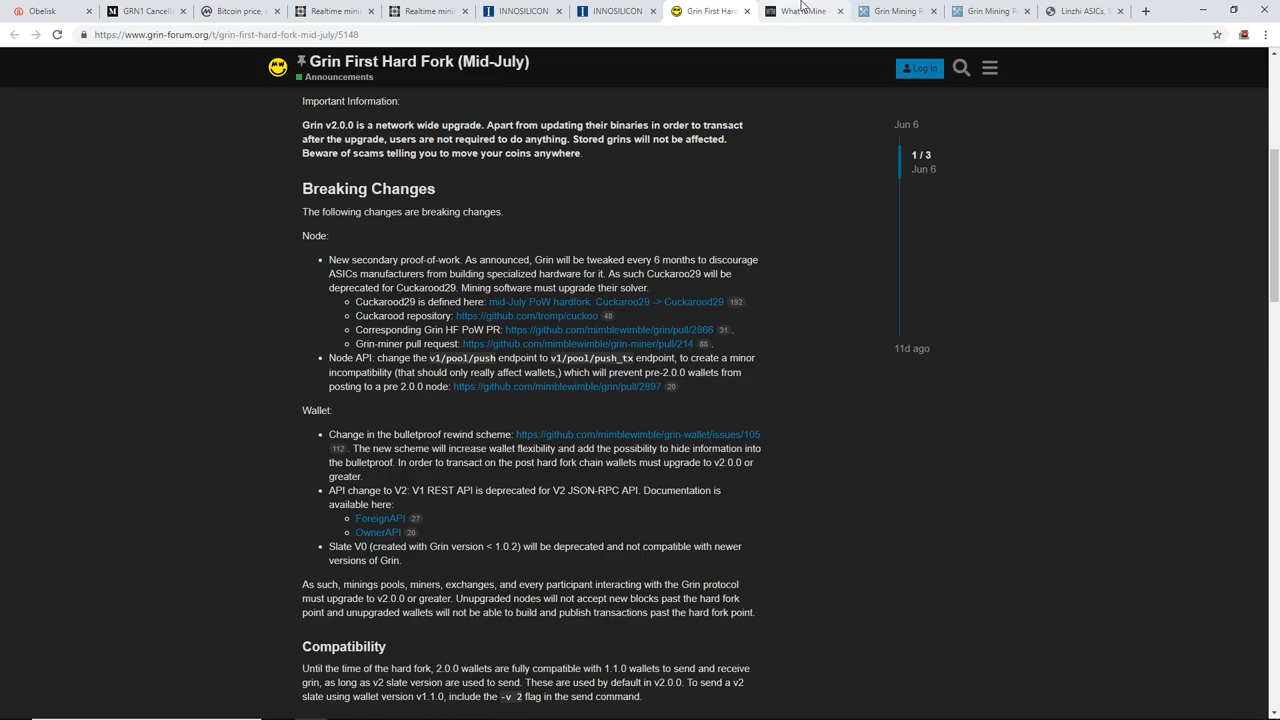 Obelisk
GRN1 Cancella
Bitcoin price,
Realtime mini
Realtime mini
INNOSILICON
INNOSILICON
Grin First Hard
WhatToMine
Grin Mining Po
Grin Mining Po
Linzhi ASICs, S
https://www.grin-forum.org/t/grin-first-hard-fork-mid-july/5148
Grin First Hard Fork (Mid-July)
Announcements
Log In
Important Information:
Grin v2.0.0 is a network wide upgrade. Apart from updating their binaries in order to transact
after the upgrade, users are not required to do anything. Stored grins will not be affected.
Beware of scams telling you to move your coins anywhere.
Jun 6
1 / 3
Jun 6
11d ago
Breaking Changes
The following changes are breaking changes.
Node:
• New secondary proof-of-work. As announced, Grin will be tweaked every 6 months to discourage
ASICs manufacturers from building specialized hardware for it. As such Cuckaroo29 will be
deprecated for Cuckarood29. Mining software must upgrade their solver.
Cuckarood29 is defined here: mid-July PoW hardfork: Cuckaroo29 -> Cuckarood29 192
Cuckarood repository: https://github.com/tromp/cuckoo 48
Corresponding Grin HF PoW PR: https://github.com/mimblewimble/grin/pull/2866 31 .
Grin-miner pull request: https://github.com/mimblewimble/grin-miner/pull/214 88 .
• Node API: change the v1/pool/push endpoint to v1/pool/push_tx endpoint, to create a minor
incompatibility (that should only really affect wallets,) which will prevent pre-2.0.0 wallets from
posting to a pre 2.0.0 node: https://github.com/mimblewimble/grin/pull/2897 20
Wallet:
• Change in the bulletproof rewind scheme: https://github.com/mimblewimble/grin-wallet/issues/105
112 . The new scheme will increase wallet flexibility and add the possibility to hide information into
the bulletproof. In order to transact on the post hard fork chain wallets must upgrade to v2.0.0 or
greater.
• API change to V2: V1 REST API is deprecated for V2 JSON-RPC API. Documentation is
available here:
ForeignAPI 27
OwnerAPI 20
• Slate V0 (created with Grin version < 1.0.2) will be deprecated and not compatible with newer
versions of Grin.
As such, minings pools, miners, exchanges, and every participant interacting with the Grin protocol
must upgrade to v2.0.0 or greater. Unupgraded nodes will not accept new blocks past the hard fork
point and unupgraded wallets will not be able to build and publish transactions past the hard fork point.
Compatibility
Until the time of the hard fork, 2.0.0 wallets are fully compatible with 1.1.0 wallets to send and receive
grin, as long as v2 slate version are used to send. These are used by default in v2.0.0. To send a v2
slate using wallet version v1.1.0, include the -v 2 flag in the send command.